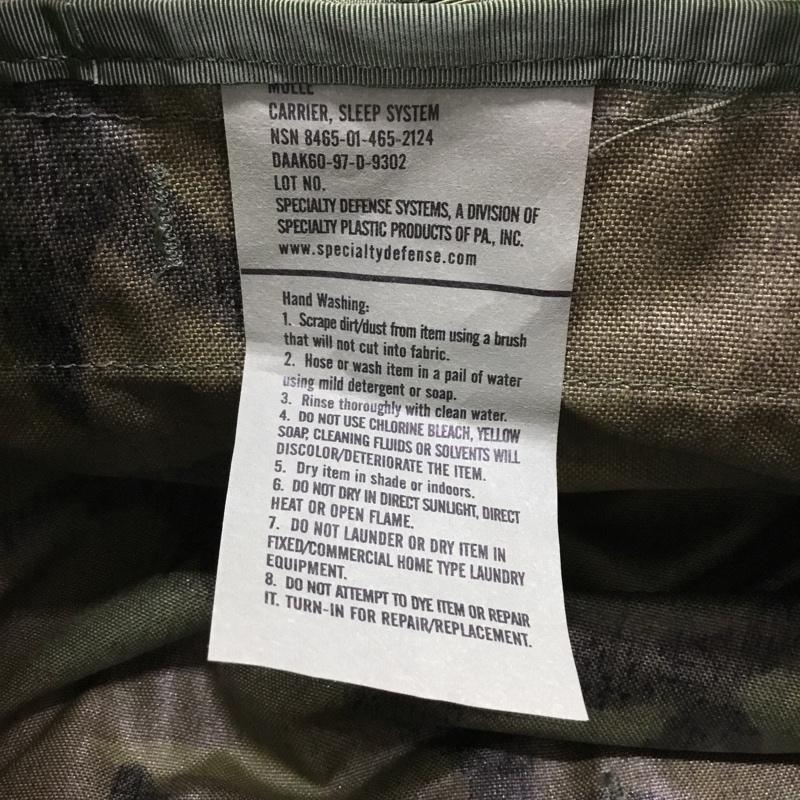 MOLLE
CARRIER, SLEEP SYSTEM
NSN 8465-01-465-2124
DAAK60-97-D-9302
LOT NO.
SPECIALTY DEFENSE SYSTEMS, A DIVISION OF
SPECIALTY PLASTIC PRODUCTS OF PA., INC.
www.specialtydefense.com
Hand Washing:
1. Scrape dirt/dust from item using a brush
that will not cut into fabric.
2. Hose or wash item in a pail of water
using mild detergent or soap.
3. Rinse thoroughly with clean water.
4. DO NOT USE CHLORINE BLEACH, YELLOW
SOAP, CLEANING FLUIDS OR SOLVENTS WILL
DISCOLOR/DETERIORATE THE ITEM.
5. Dry item in shade or indoors.
6. DO NOT DRY IN DIRECT SUNLIGHT, DIRECT
HEAT OR OPEN FLAME.
7. DO NOT LAUNDER OR DRY ITEM IN
FIXED/COMMERCIAL HOME TYPE LAUNDRY
EQUIPMENT.
8. DO NOT ATTEMPT TO DYE ITEM OR REPAIR
IT. TURN-IN FOR REPAIR/REPLACEMENT.